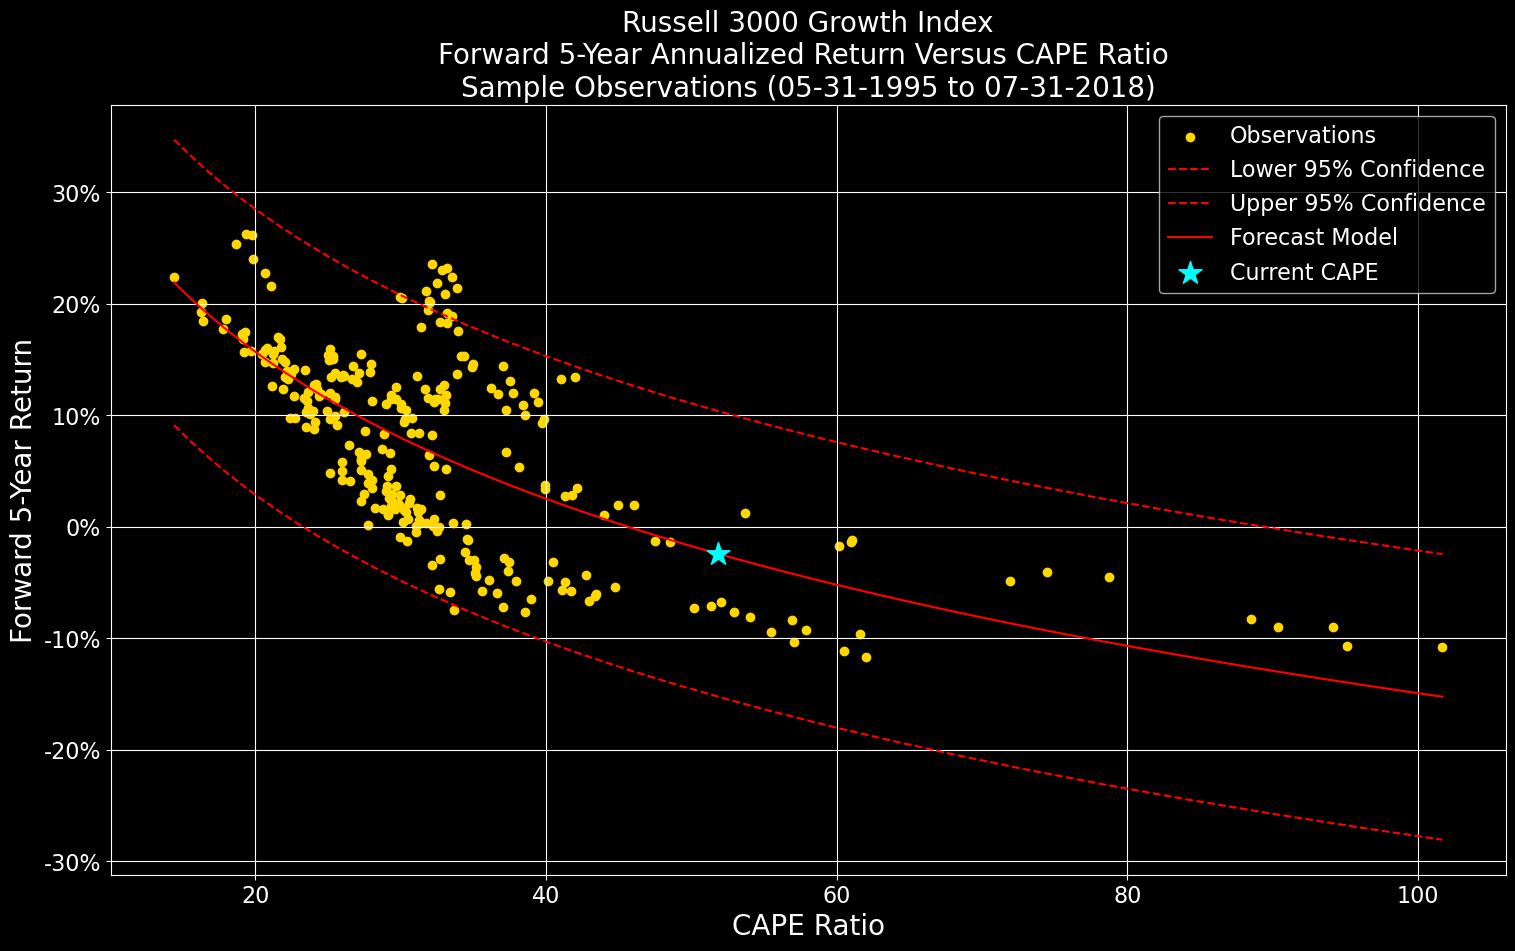 Russell 3000 Growth Index
Forward 5-Year Annualized Return Versus CAPE Ratio
Sample Observations (05-31-1995 to 07-31-2018)
Observations
Lower 95% Confidence
Upper 95% Confidence
Forecast Model
Current CAPE
Forward 5-Year Return
30%
20%
10%
0%
-10%
-20%
-30%
20
40
60
80
100
CAPE Ratio